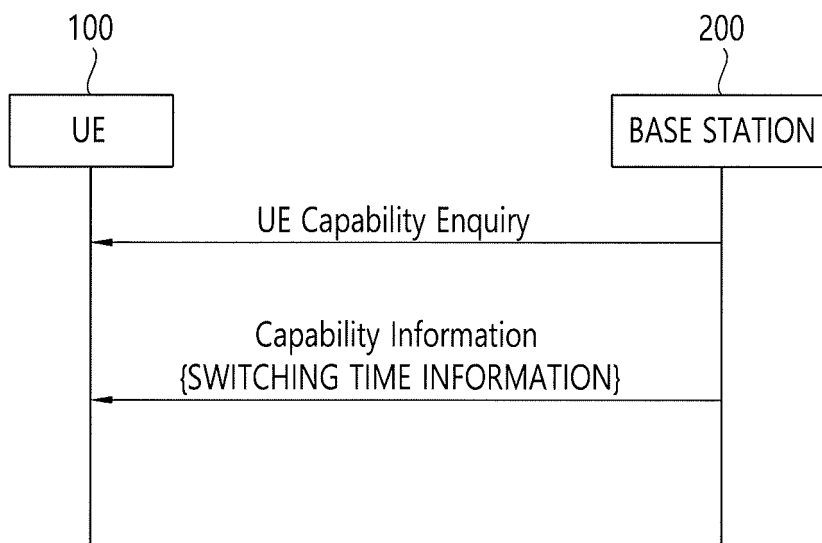 100
200
UE
BASE STATION
UE Capability Enquiry
Capability Information
{SWITCHING TIME INFORMATION}